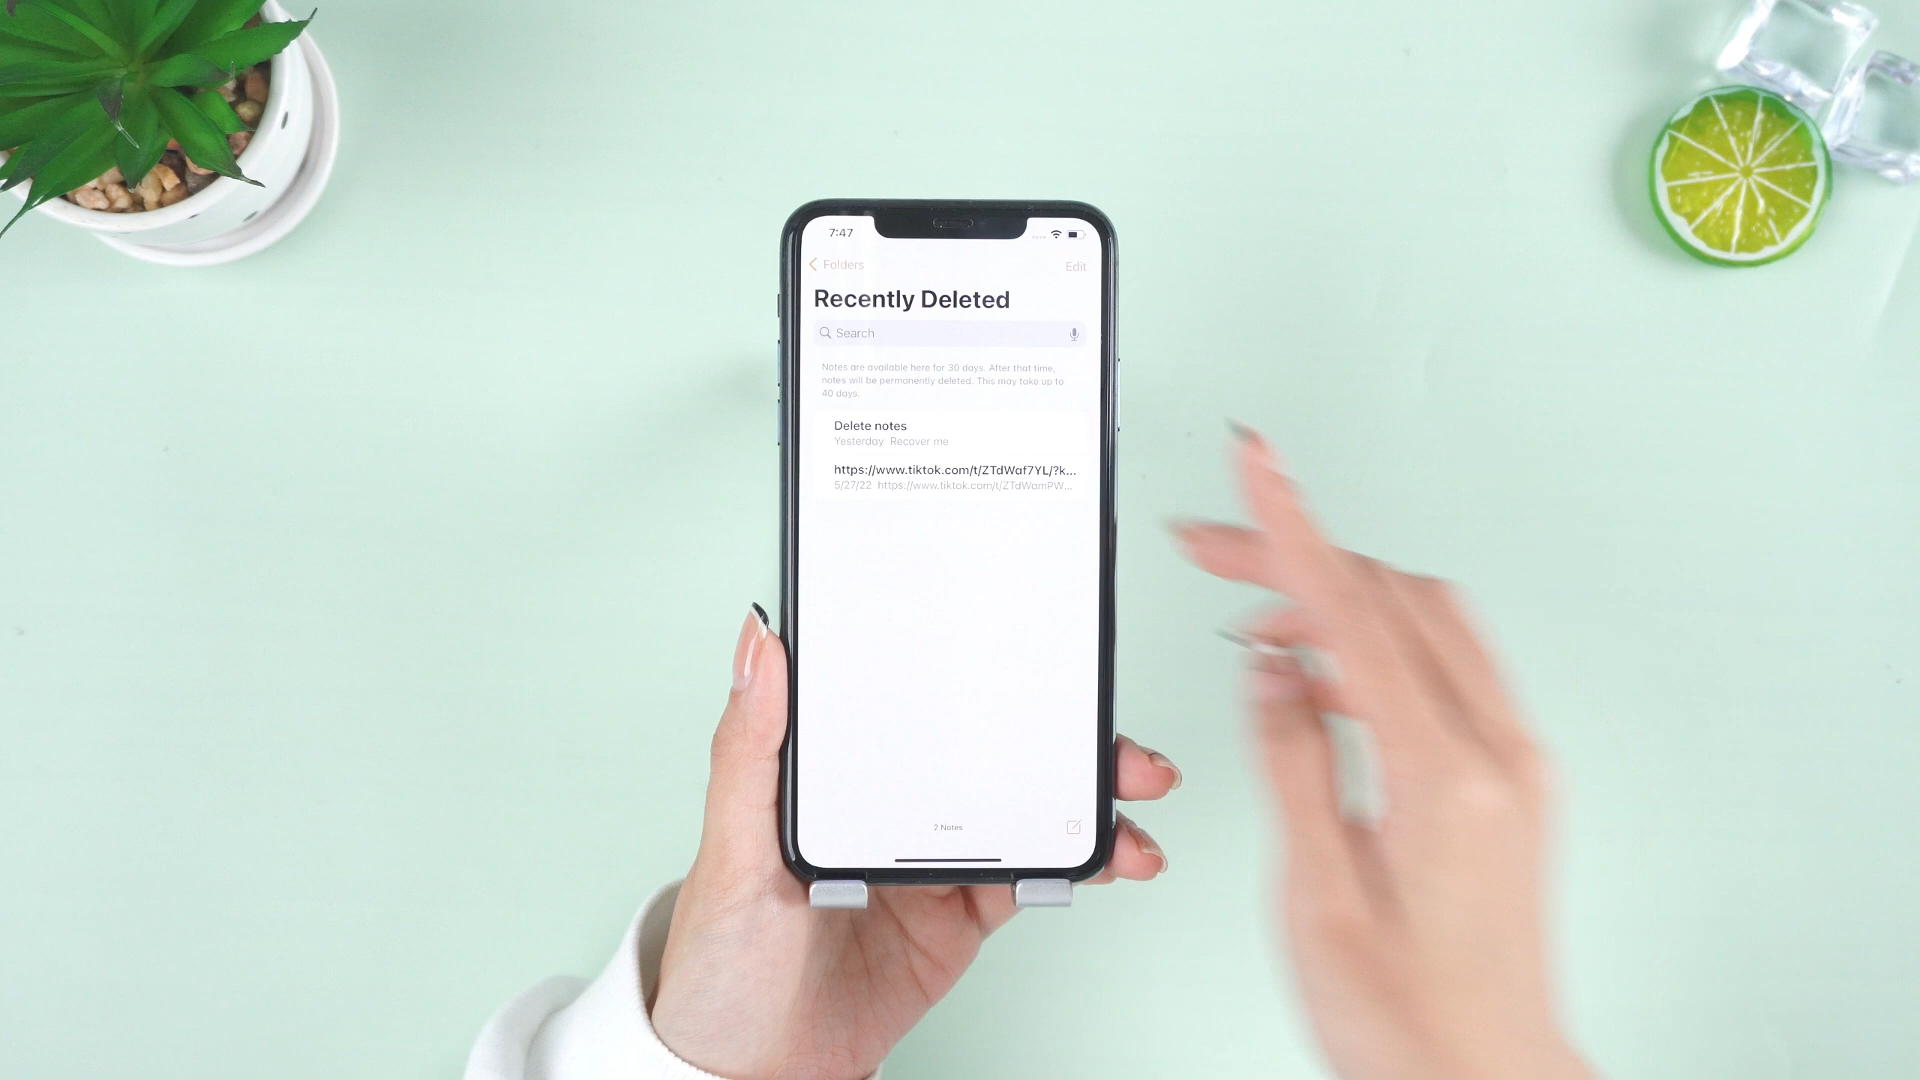 7:47
Folders
Edit
Recently Deleted
Search
Notes are available here for 30 days. After that time,
notes will be permanently deleted. This may take up to
40 days.
Delete notes
Yesterday Recover me
https://www.tiktok.com/t/ZTdWaf7YL/?k...
5/27/22 https://www.tiktok.com/t/ZTdWamPW...
2 Notes